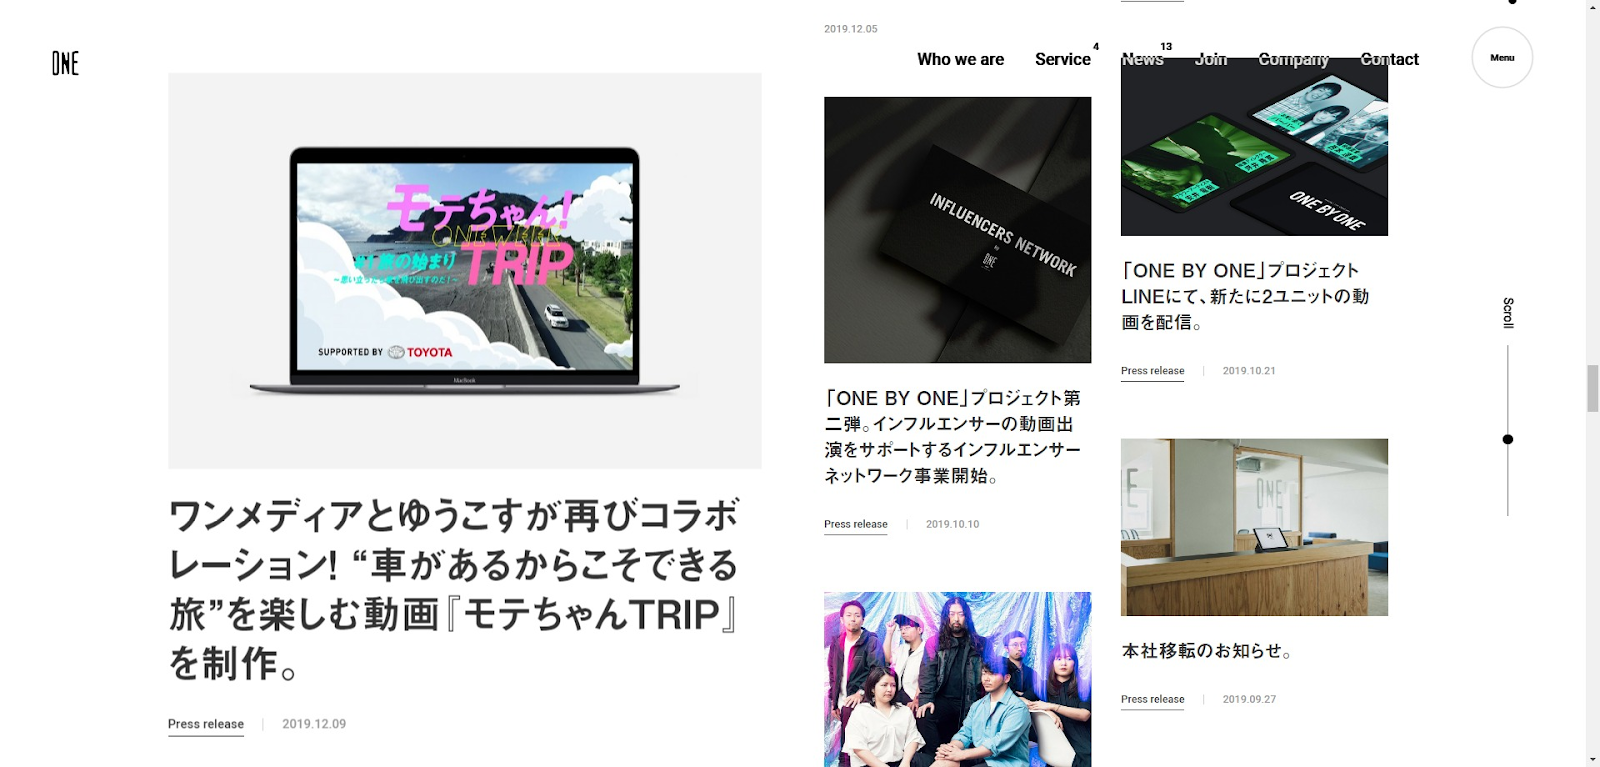 ONE
Who we are
Service
4
News
13
Join
Company
Contact
Menu
モテちゃん!
ONE WEEK
TRIP
#1 旅の始まり
SUPPORTED BY TOYOTA
MacBook
ワンメディアとゆうこすが再びコラボ
レーション! “車があるからこそできる
旅”を楽しむ動画『モテちゃんTRIP』
を制作。
Press release
2019.12.09
2019.12.05
INFLUENCERS NETWORK
by
ONE
「ONE BY ONE」プロジェクト第
二弾。インフルエンサーの動画出
演をサポートするインフルエンサー
ネットワーク事業開始。
Press release
2019.10.10
ONE BY ONE
「ONE BY ONE」プロジェクト
LINEにて、新たに2ユニットの動
画を配信。
Press release
2019.10.21
ONE
本社移転のお知らせ。
Press release
2019.09.27
Scroll